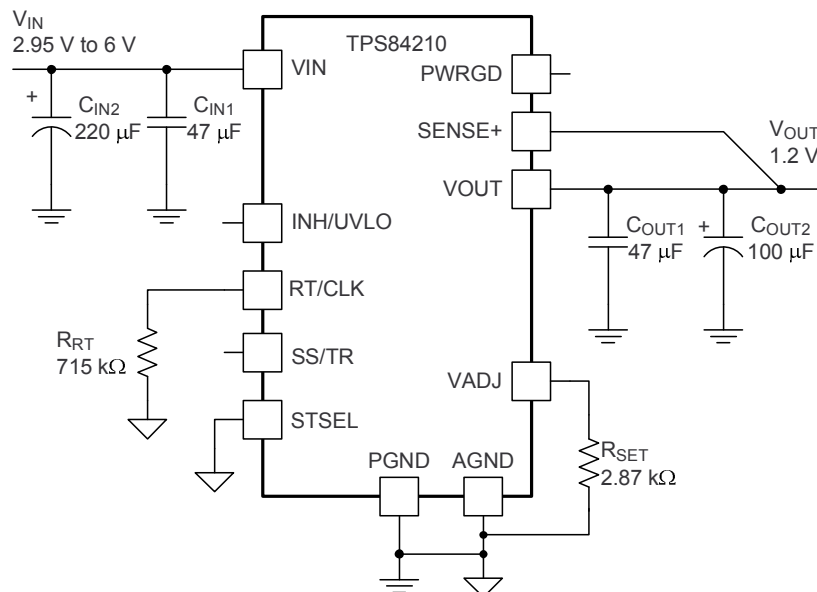 VIN
2.95 V to 6 V
TPS84210
VIN
PWRGD
+
CIN2
220 μF
CIN1
47 μF
SENSE+
VOUT
1.2 V
VOUT
INH/UVLO
COUT1
47 μF
+
COUT2
100 μF
RT/CLK
RRT
715 kΩ
SS/TR
VADJ
STSEL
PGND
AGND
RSET
2.87 kΩ